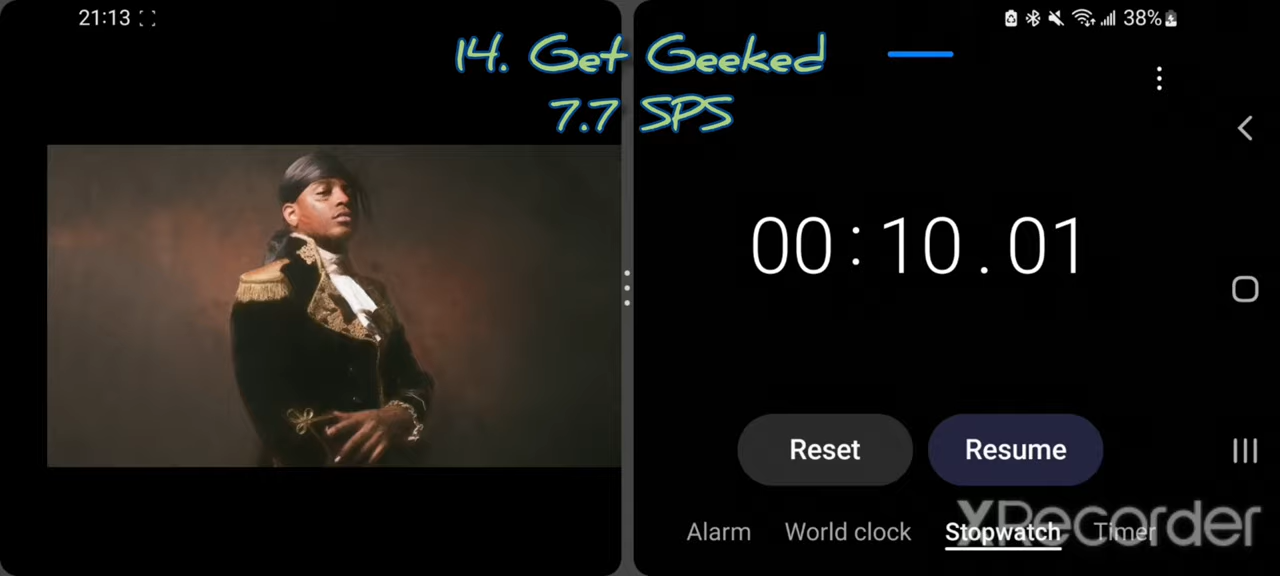 21:13
38%
14. Get Geeked
7.7 SPS
00:10.01
Reset
Resume
Alarm World clock Stopwatch Timer
XRecorder